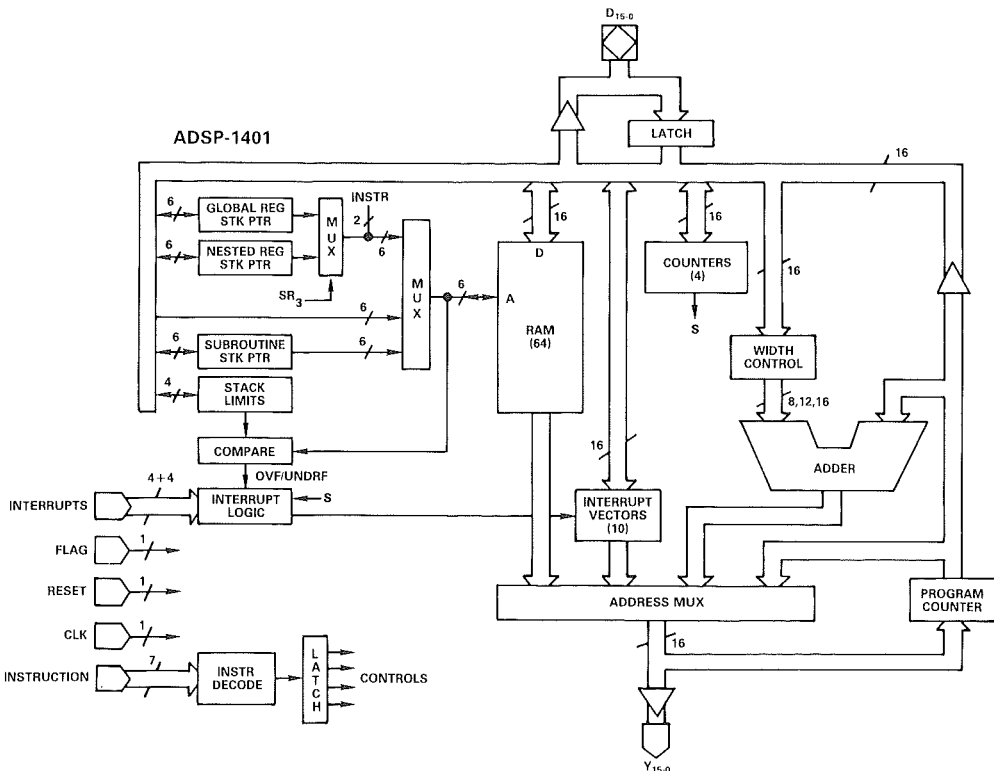 D15-0
ADSP-1401
LATCH
16
6
GLOBAL REG
STK PTR
MUX
INSTR
2
6
6
NESTED REG
STK PTR
SR3
MUX
6
SUBROUTINE
STK PTR
6
6
6
A
D
RAM
(64)
16
16
COUNTERS
(4)
S
16
16
WIDTH
CONTROL
8,12,16
ADDER
4
STACK
LIMITS
COMPARE
OVF/UNDRF
INTERRUPTS
4+4
INTERRUPT
LOGIC
S
INTERRUPT
VECTORS
(10)
FLAG
1
RESET
1
CLK
1
INSTRUCTION
7
INSTR
DECODE
LATCH
CONTROLS
ADDRESS MUX
PROGRAM
COUNTER
16
Y15-0